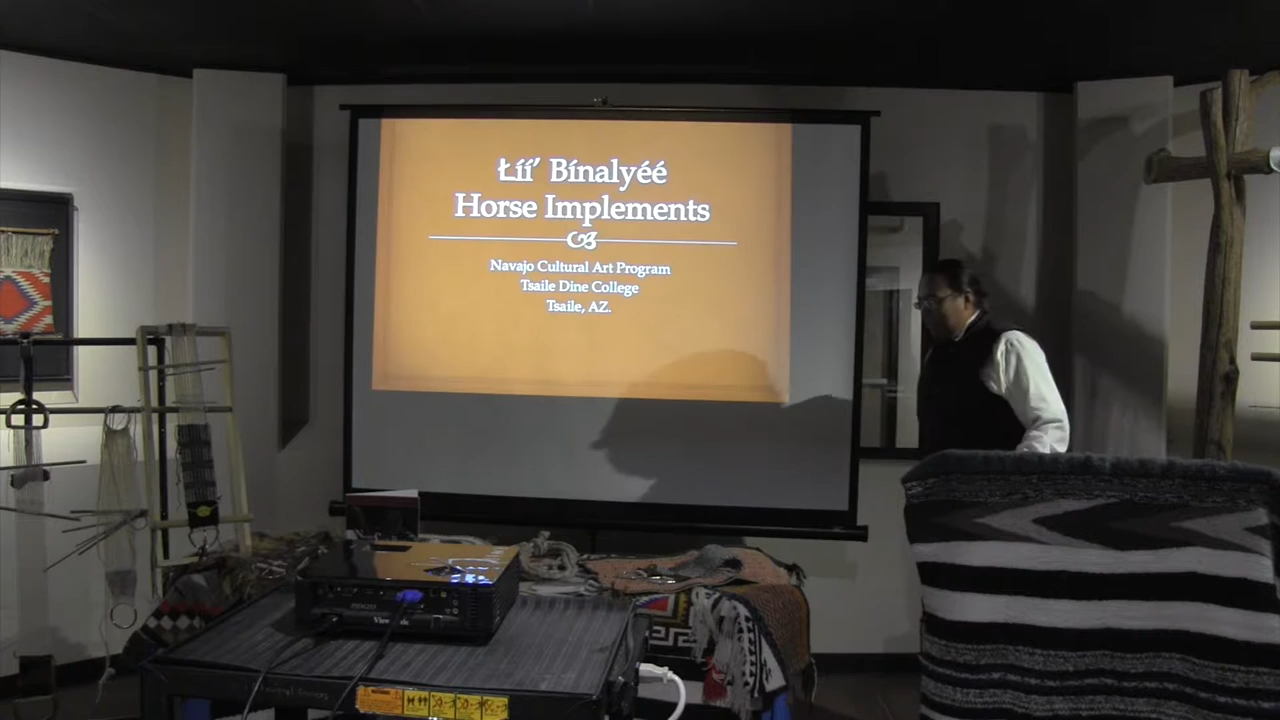 Łíí’ Bínalyéé
Horse Implements
Navajo Cultural Art Program
Tsaile Dine College
Tsaile, AZ.